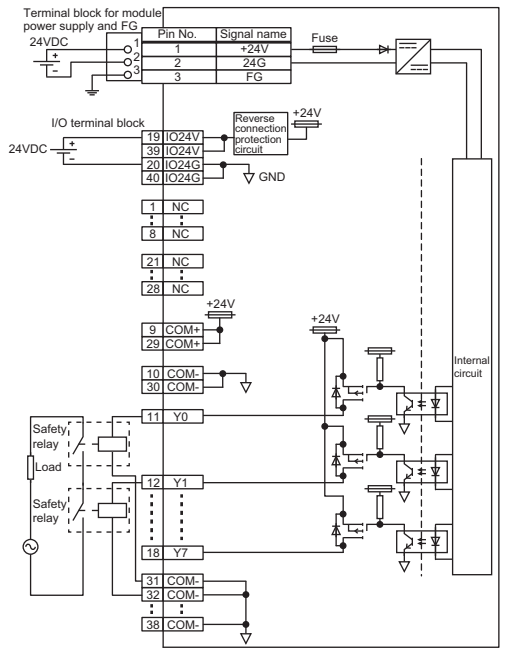 Terminal block for module
power supply and FG
24VDC
+
−
1
2
3
Pin No. Signal name
1 +24V
2 24G
3 FG
Fuse
I/O terminal block
24VDC
+
−
19 IO24V
39 IO24V
20 IO24G
40 IO24G
Reverse
connection
protection
circuit
+24V
GND
1 NC
8 NC
21 NC
28 NC
+24V
9 COM+
29 COM+
10 COM-
30 COM-
+24V
Internal
circuit
11 Y0
Safety
relay
Load
12 Y1
Safety
relay
18 Y7
31 COM-
32 COM-
38 COM-